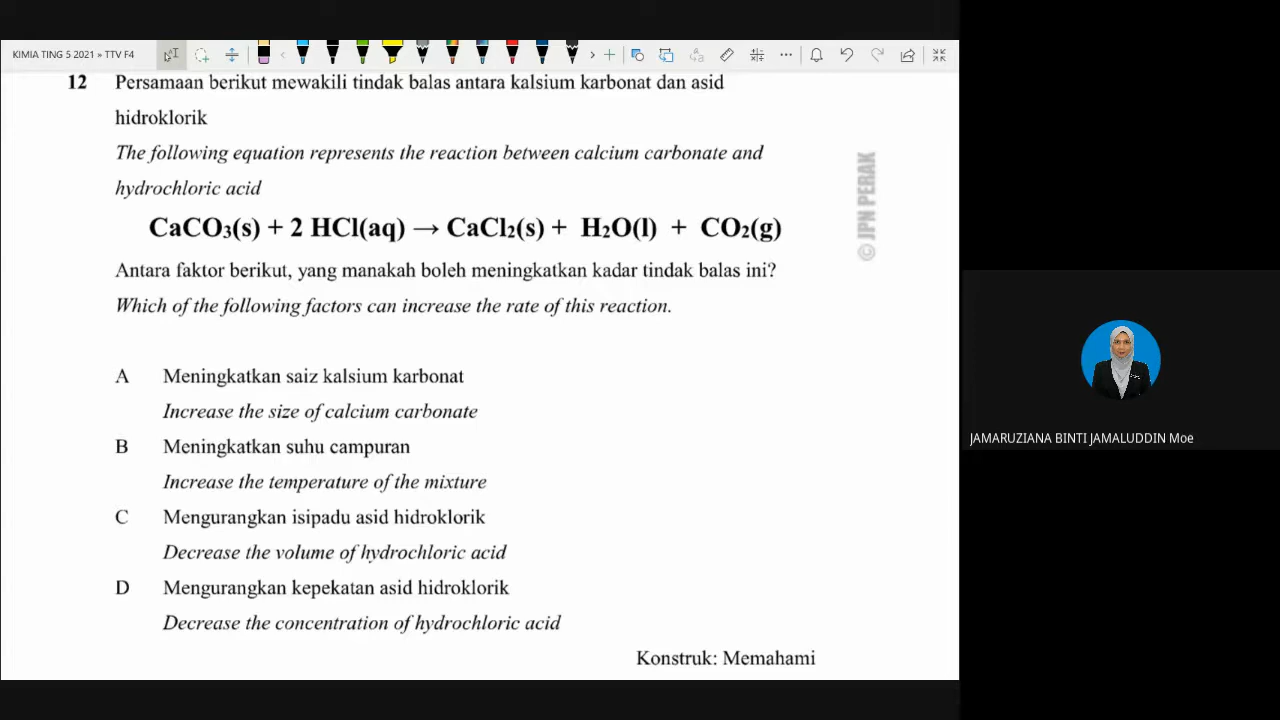 KIMIA TING 5 2021 » TTV F4
12 Persamaan berikut mewakili tindak balas antara kalsium karbonat dan asid
hidroklorik
The following equation represents the reaction between calcium carbonate and
hydrochloric acid
CaCO₃(s) + 2 HCl(aq) → CaCl₂(s) + H₂O(l) + CO₂(g)
Antara faktor berikut, yang manakah boleh meningkatkan kadar tindak balas ini?
Which of the following factors can increase the rate of this reaction.
A Meningkatkan saiz kalsium karbonat
Increase the size of calcium carbonate
B Meningkatkan suhu campuran
Increase the temperature of the mixture
C Mengurangkan isipadu asid hidroklorik
Decrease the volume of hydrochloric acid
D Mengurangkan kepekatan asid hidroklorik
Decrease the concentration of hydrochloric acid
Konstruk: Memahami
© JPN PERAK
JAMARUZIANA BINTI JAMALUDDIN Moe